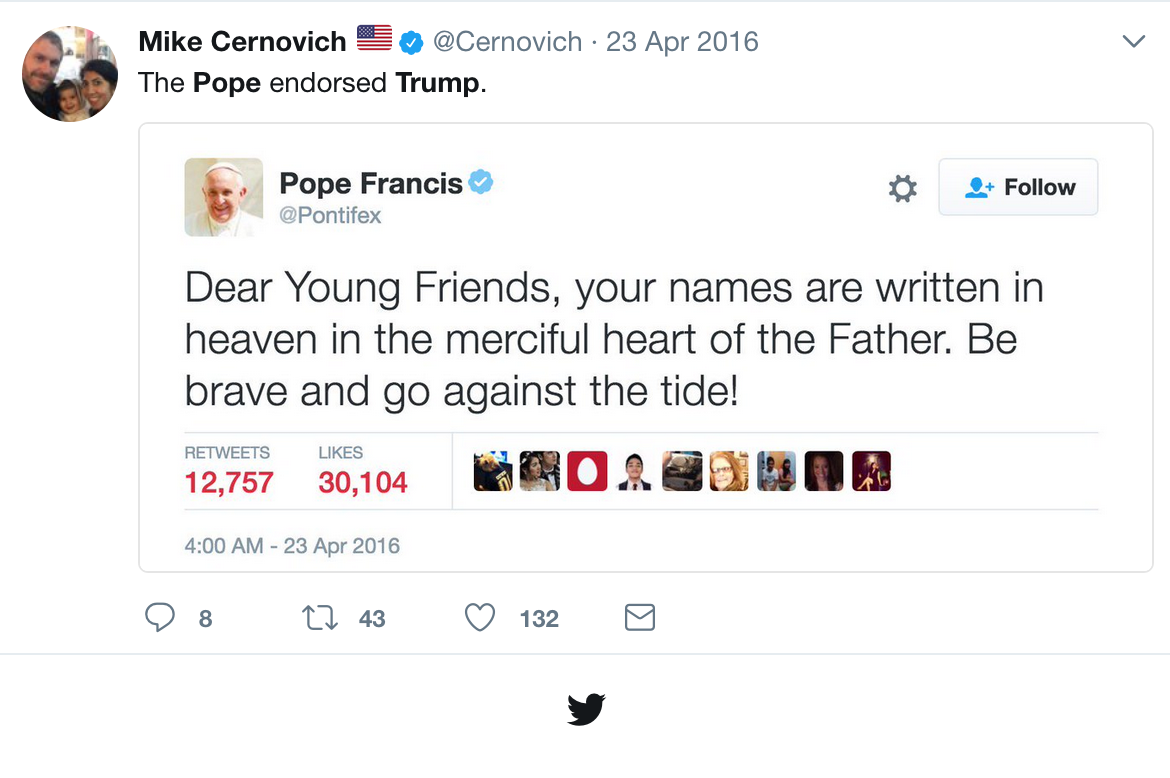 Mike Cernovich 🇺🇸 @Cernovich · 23 Apr 2016
The Pope endorsed Trump.
Pope Francis
@Pontifex
Follow
Dear Young Friends, your names are written in
heaven in the merciful heart of the Father. Be
brave and go against the tide!
RETWEETS LIKES
12,757 30,104
4:00 AM - 23 Apr 2016
8 43 132